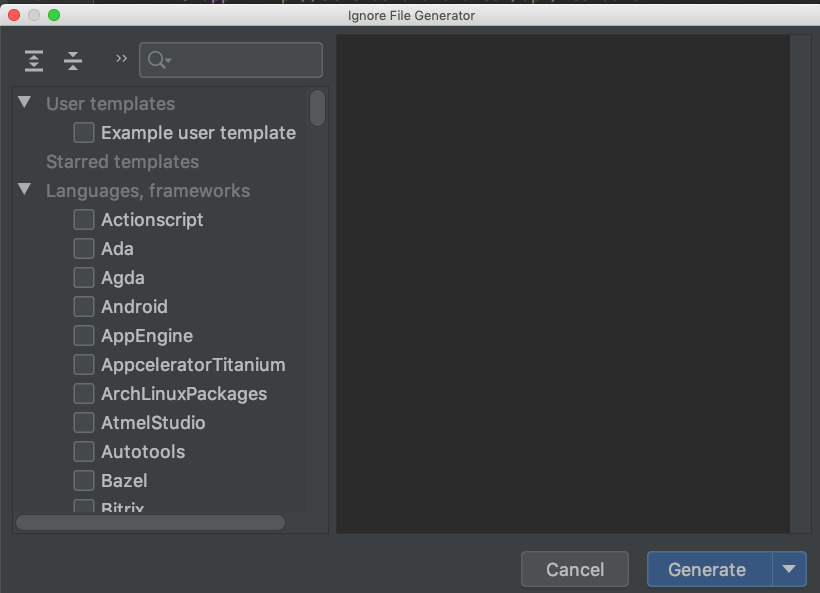 Ignore File Generator
User templates
Example user template
Starred templates
Languages, frameworks
Actionscript
Ada
Agda
Android
AppEngine
AppceleratorTitanium
ArchLinuxPackages
AtmelStudio
Autotools
Bazel
Bitrix
Cancel
Generate